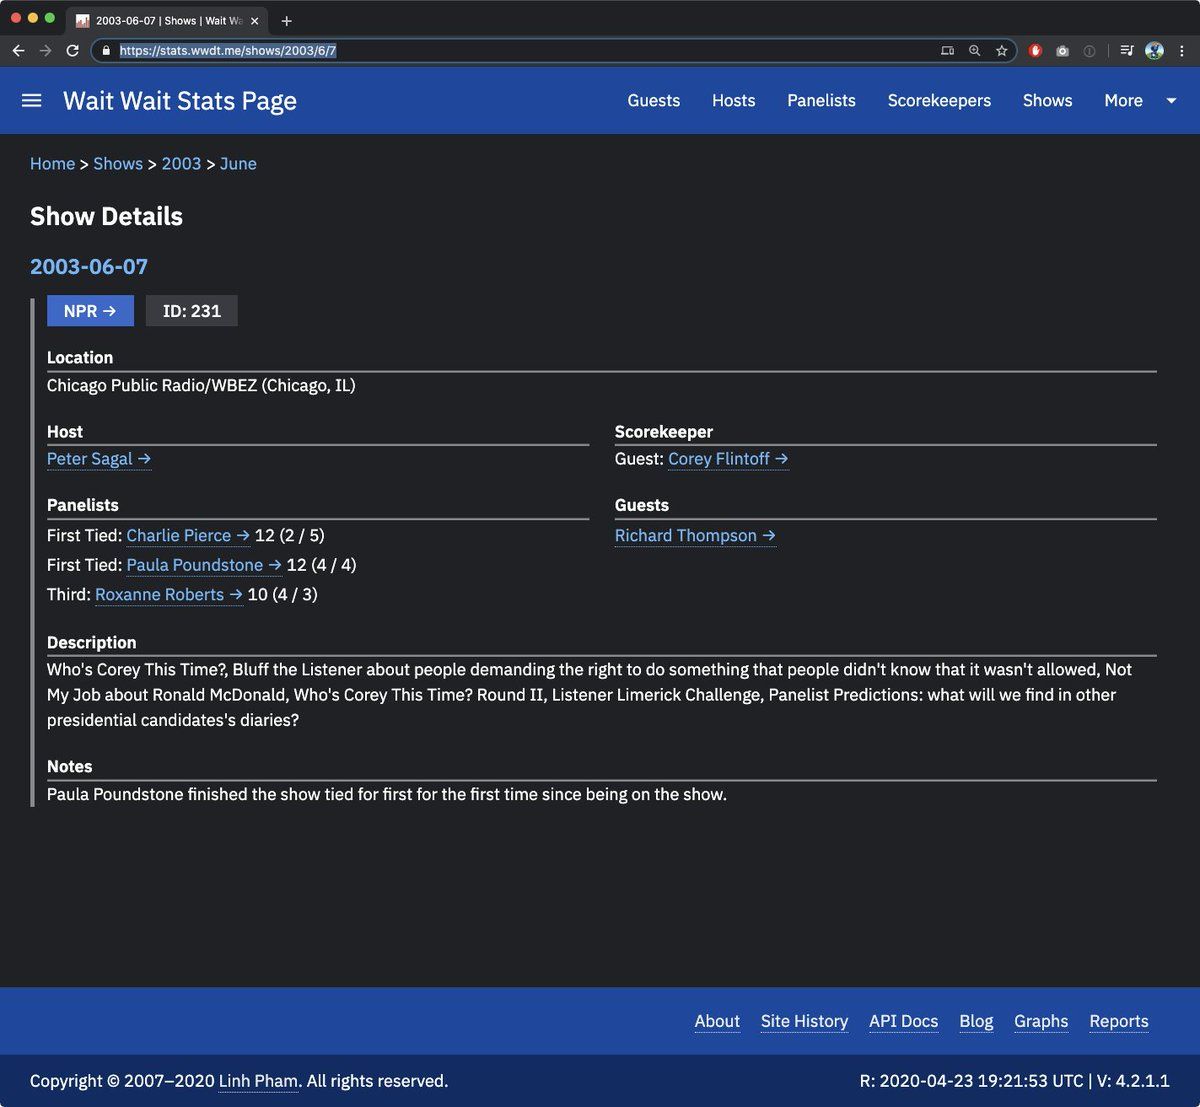 2003-06-07 | Shows | Wait Wa
https://stats.wwdt.me/shows/2003/6/7
Wait Wait Stats Page
Guests Hosts Panelists Scorekeepers Shows More
Home > Shows > 2003 > June
Show Details
2003-06-07
NPR → ID: 231
Location
Chicago Public Radio/WBEZ (Chicago, IL)
Host
Peter Sagal →
Scorekeeper
Guest: Corey Flintoff →
Panelists
First Tied: Charlie Pierce → 12 (2 / 5)
First Tied: Paula Poundstone → 12 (4 / 4)
Third: Roxanne Roberts → 10 (4 / 3)
Guests
Richard Thompson →
Description
Who's Corey This Time?, Bluff the Listener about people demanding the right to do something that people didn't know that it wasn't allowed, Not
My Job about Ronald McDonald, Who's Corey This Time? Round II, Listener Limerick Challenge, Panelist Predictions: what will we find in other
presidential candidates's diaries?
Notes
Paula Poundstone finished the show tied for first for the first time since being on the show.
About Site History API Docs Blog Graphs Reports
Copyright © 2007–2020 Linh Pham. All rights reserved.
R: 2020-04-23 19:21:53 UTC | V: 4.2.1.1